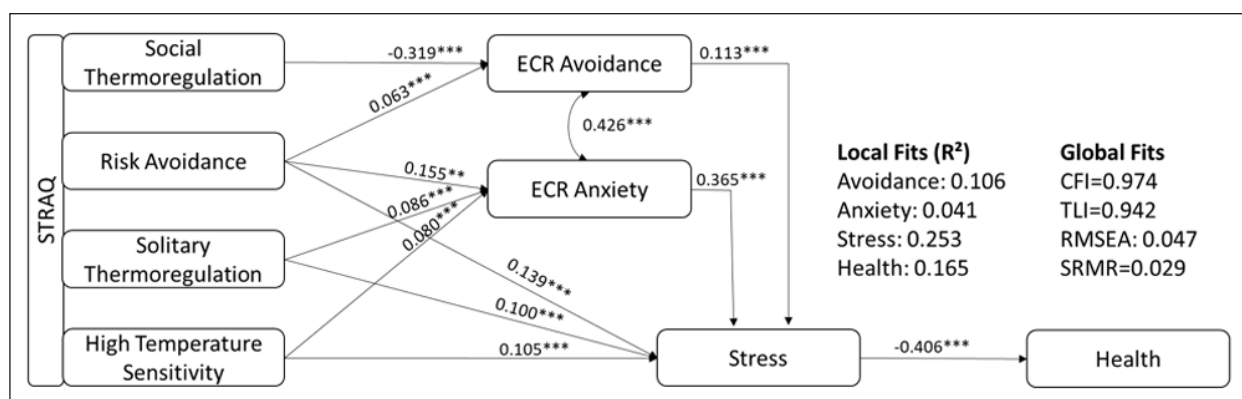 STRAQ
Social
Thermoregulation
Risk Avoidance
Solitary
Thermoregulation
High Temperature
Sensitivity
-0.319***
0.063***
0.155**
0.086***
0.080***
0.139***
0.100***
0.105***
ECR Avoidance
0.426***
ECR Anxiety
0.113***
0.365***
Stress
-0.406***
Health
Local Fits (R²)
Avoidance: 0.106
Anxiety: 0.041
Stress: 0.253
Health: 0.165
Global Fits
CFI=0.974
TLI=0.942
RMSEA: 0.047
SRMR=0.029